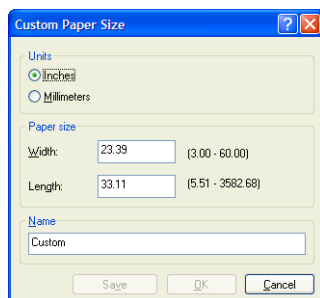 Custom Paper Size
Units
Inches
Millimeters
Paper size
Width: 23.39 (3.00 - 60.00)
Length: 33.11 (5.51 - 3582.68)
Name
Custom
Save OK Cancel